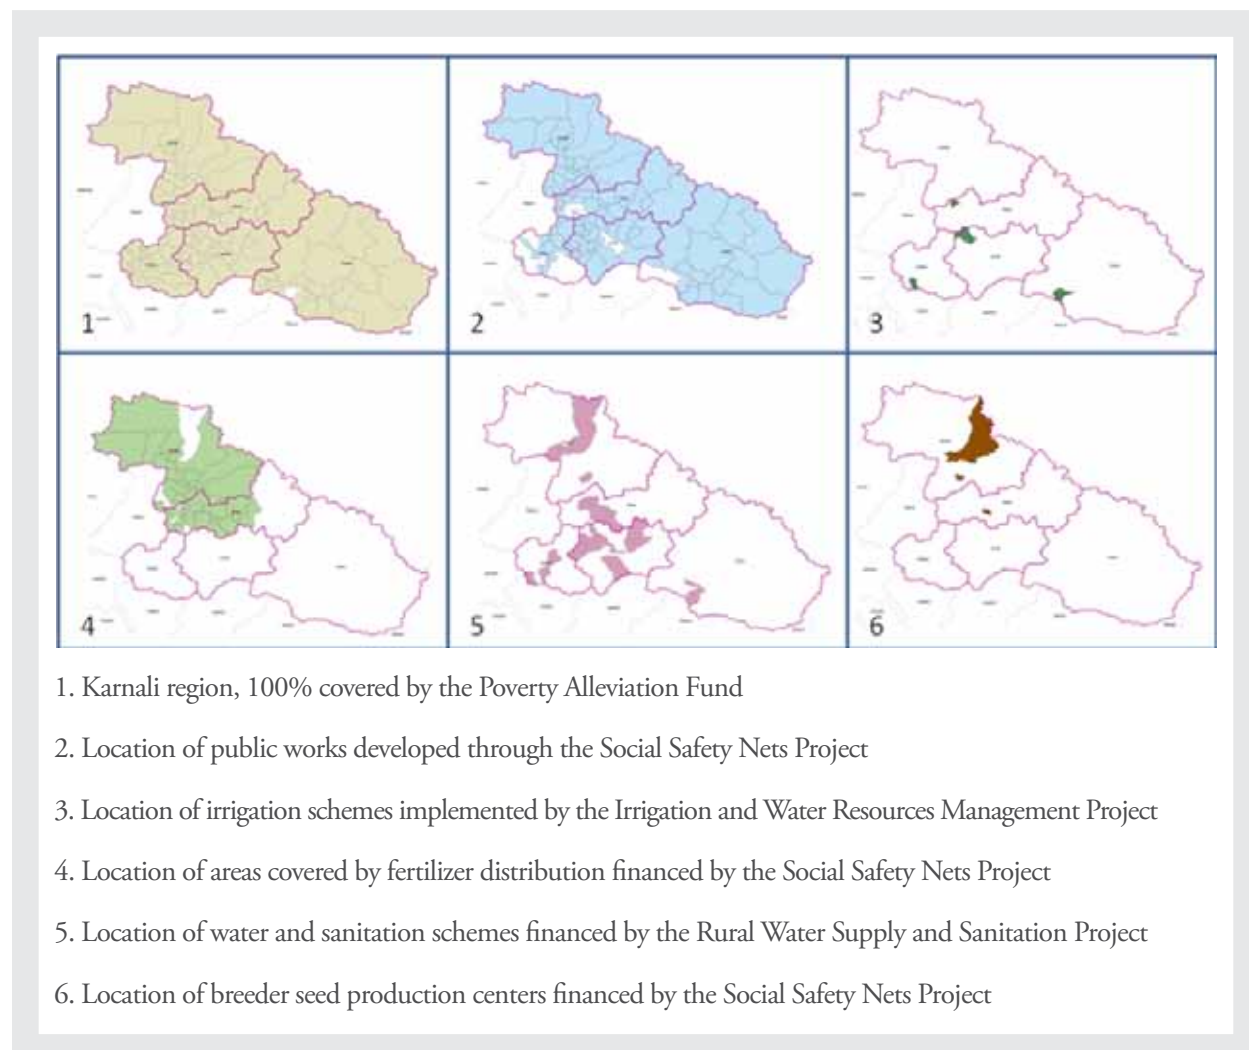 1
2
3
4
5
6
1. Karnali region, 100% covered by the Poverty Alleviation Fund
2. Location of public works developed through the Social Safety Nets Project
3. Location of irrigation schemes implemented by the Irrigation and Water Resources Management Project
4. Location of areas covered by fertilizer distribution financed by the Social Safety Nets Project
5. Location of water and sanitation schemes financed by the Rural Water Supply and Sanitation Project
6. Location of breeder seed production centers financed by the Social Safety Nets Project